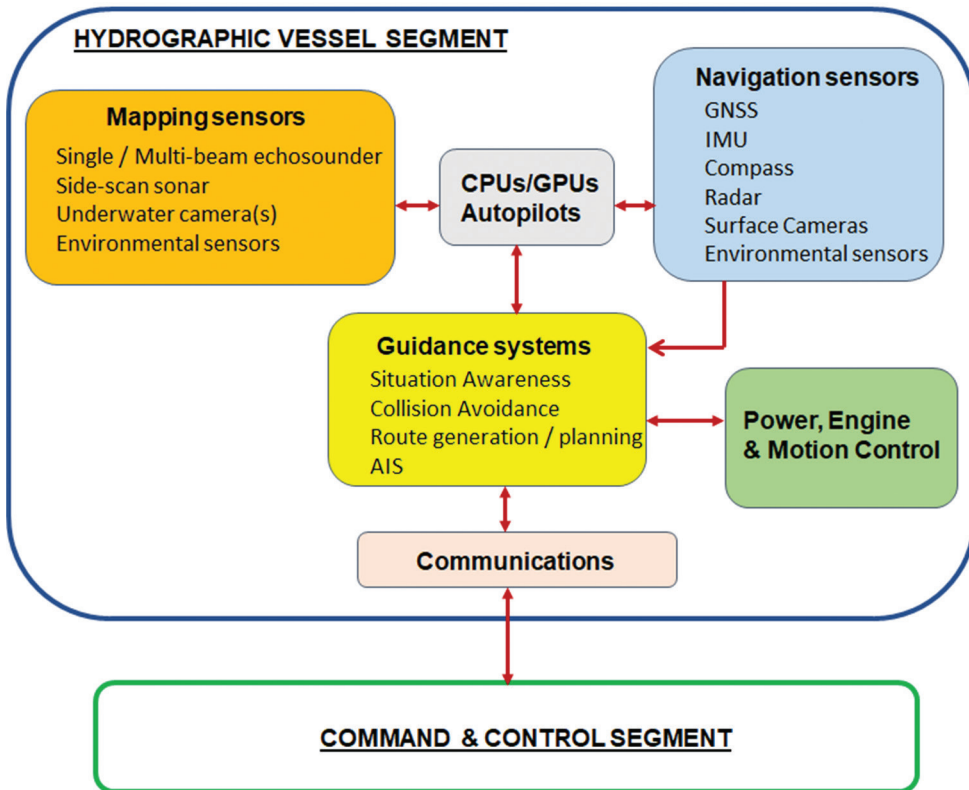 HYDROGRAPHIC VESSEL SEGMENT
Mapping sensors
Single / Multi-beam echosounder
Side-scan sonar
Underwater camera(s)
Environmental sensors
CPUs/GPUs
Autopilots
Navigation sensors
GNSS
IMU
Compass
Radar
Surface Cameras
Environmental sensors
Guidance systems
Situation Awareness
Collision Avoidance
Route generation / planning
AIS
Power, Engine
& Motion Control
Communications
COMMAND & CONTROL SEGMENT